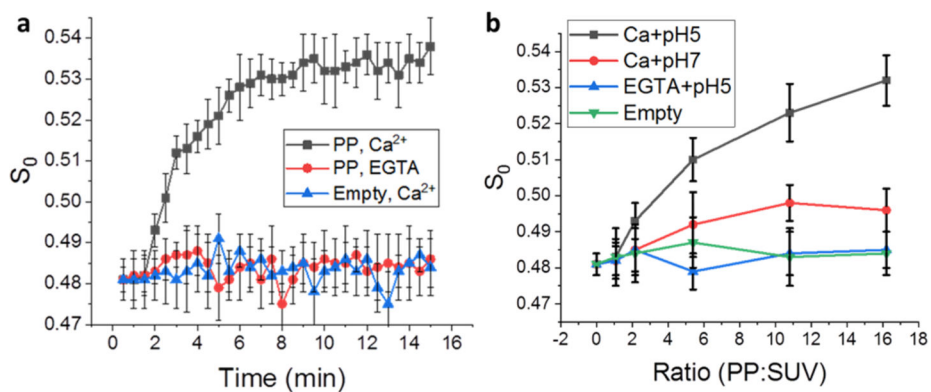 a
S₀
0.54
0.53
0.52
0.51
0.50
0.49
0.48
0.47
PP, Ca²⁺
PP, EGTA
Empty, Ca²⁺
0 2 4 6 8 10 12 14 16
Time (min)
b
S₀
0.54
0.53
0.52
0.51
0.50
0.49
0.48
0.47
Ca+pH5
Ca+pH7
EGTA+pH5
Empty
-2 0 2 4 6 8 10 12 14 16 18
Ratio (PP:SUV)